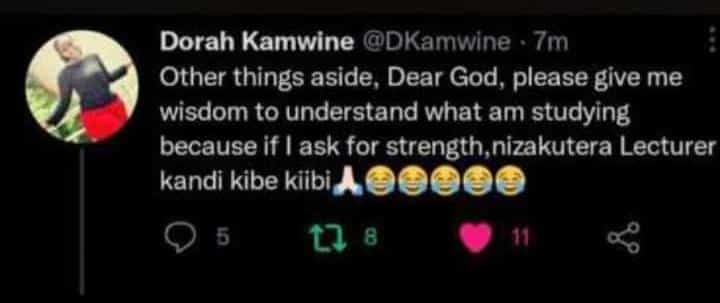 Dorah Kamwine @DKamwine · 7m
Other things aside, Dear God, please give me
wisdom to understand what am studying
because if I ask for strength,nizakutera Lecturer
kandi kibe kiibi🙏🏻😂😂😂😂😂
5 8 11